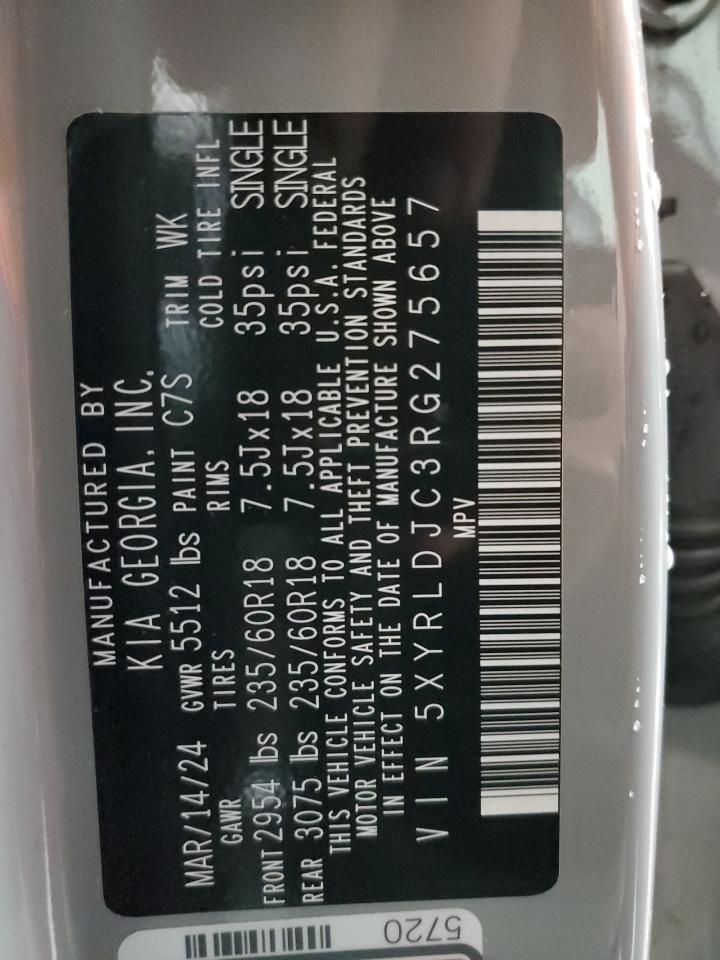 MANUFACTURED BY
KIA GEORGIA, INC.
MAR/14/24 GVWR 5512 lbs PAINT C7S TRIM WK
GAWR TIRES RIMS COLD TIRE INFL
FRONT 2954 lbs 235/60R18 7.5Jx18 35psi SINGLE
REAR 3075 lbs 235/60R18 7.5Jx18 35psi SINGLE
THIS VEHICLE CONFORMS TO ALL APPLICABLE U.S.A. FEDERAL
MOTOR VEHICLE SAFETY AND THEFT PREVENTION STANDARDS
IN EFFECT ON THE DATE OF MANUFACTURE SHOWN ABOVE
VIN 5XYRLDJC3RG275657
MPV
5720